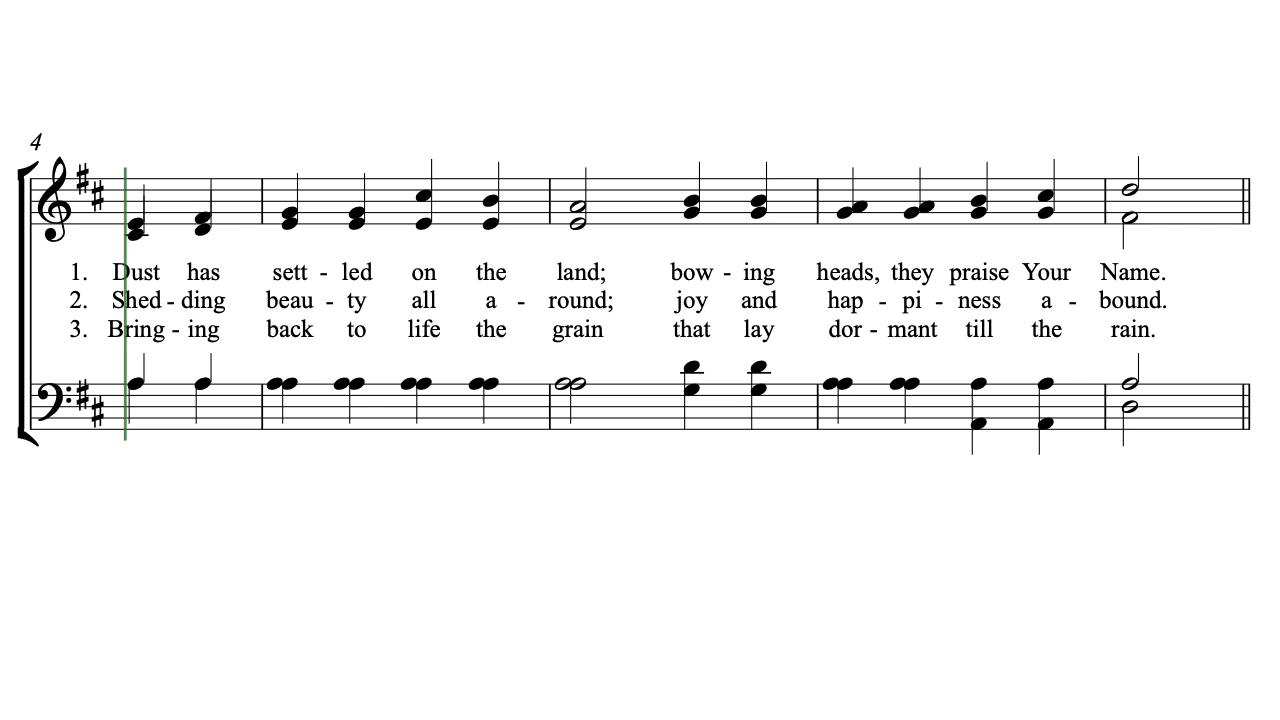 4
1. Dust has sett - led on the land; bow - ing heads, they praise Your Name.
2. Shed - ding beau - ty all a - round; joy and hap - pi - ness a - bound.
3. Bring - ing back to life the grain that lay dor - mant till the rain.